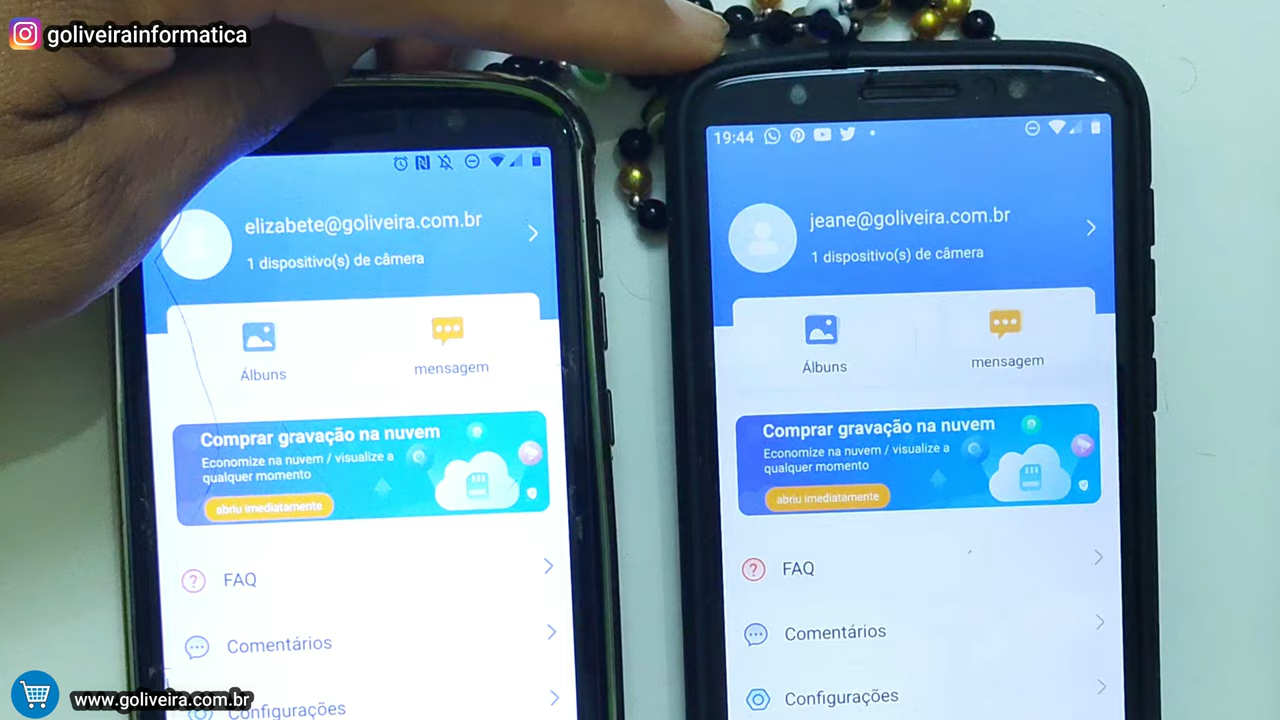 goliveirainformatica
elizabete@goliveira.com.br
1 dispositivo(s) de câmera
Álbuns
mensagem
Comprar gravação na nuvem
Economize na nuvem / visualize a
qualquer momento
abriu imediatamente
FAQ
Comentários
Configurações
19:44
jeane@goliveira.com.br
1 dispositivo(s) de câmera
Álbuns
mensagem
Comprar gravação na nuvem
Economize na nuvem / visualize a
qualquer momento
abriu imediatamente
FAQ
Comentários
Configurações
www.goliveira.com.br